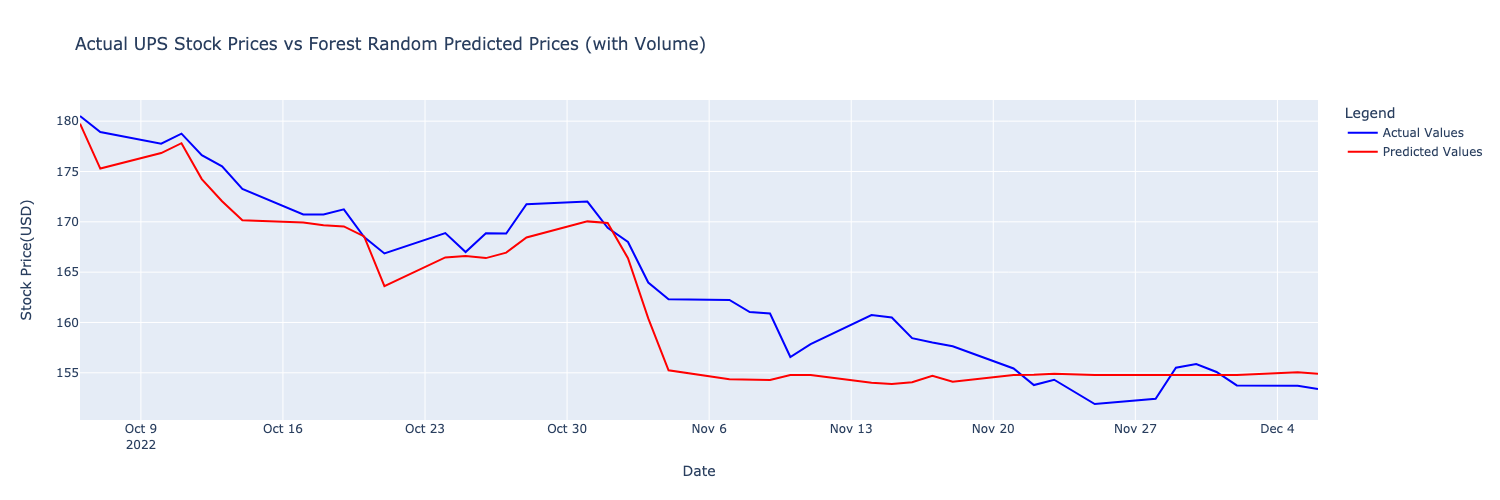 Actual UPS Stock Prices vs Forest Random Predicted Prices (with Volume)
Legend
Actual Values
Predicted Values
Stock Price(USD)
180
175
170
165
160
155
Oct 9
2022
Oct 16
Oct 23
Oct 30
Nov 6
Nov 13
Nov 20
Nov 27
Dec 4
Date